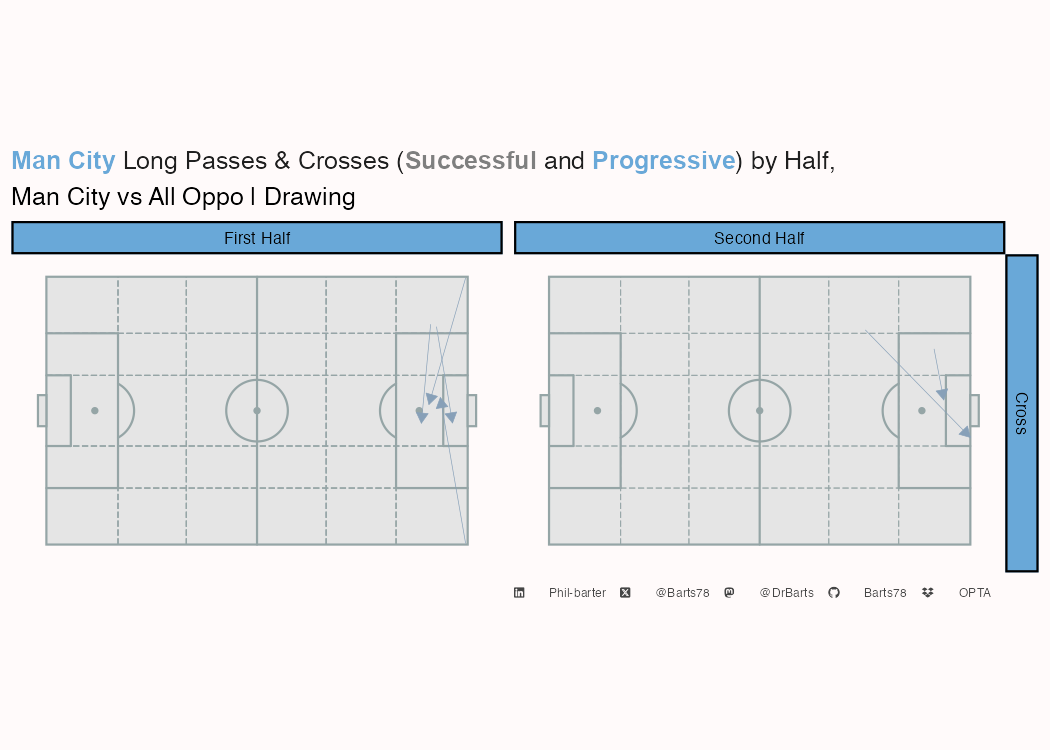 Man City Long Passes & Crosses (Successful and Progressive) by Half,
Man City vs All Oppo | Drawing
First Half
Second Half
Cross
Phil-barter @Barts78 @DrBarts Barts78 OPTA